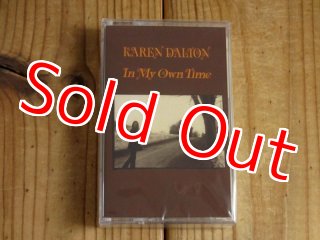 KAREN DALTON
In My Own Time
Sold Out